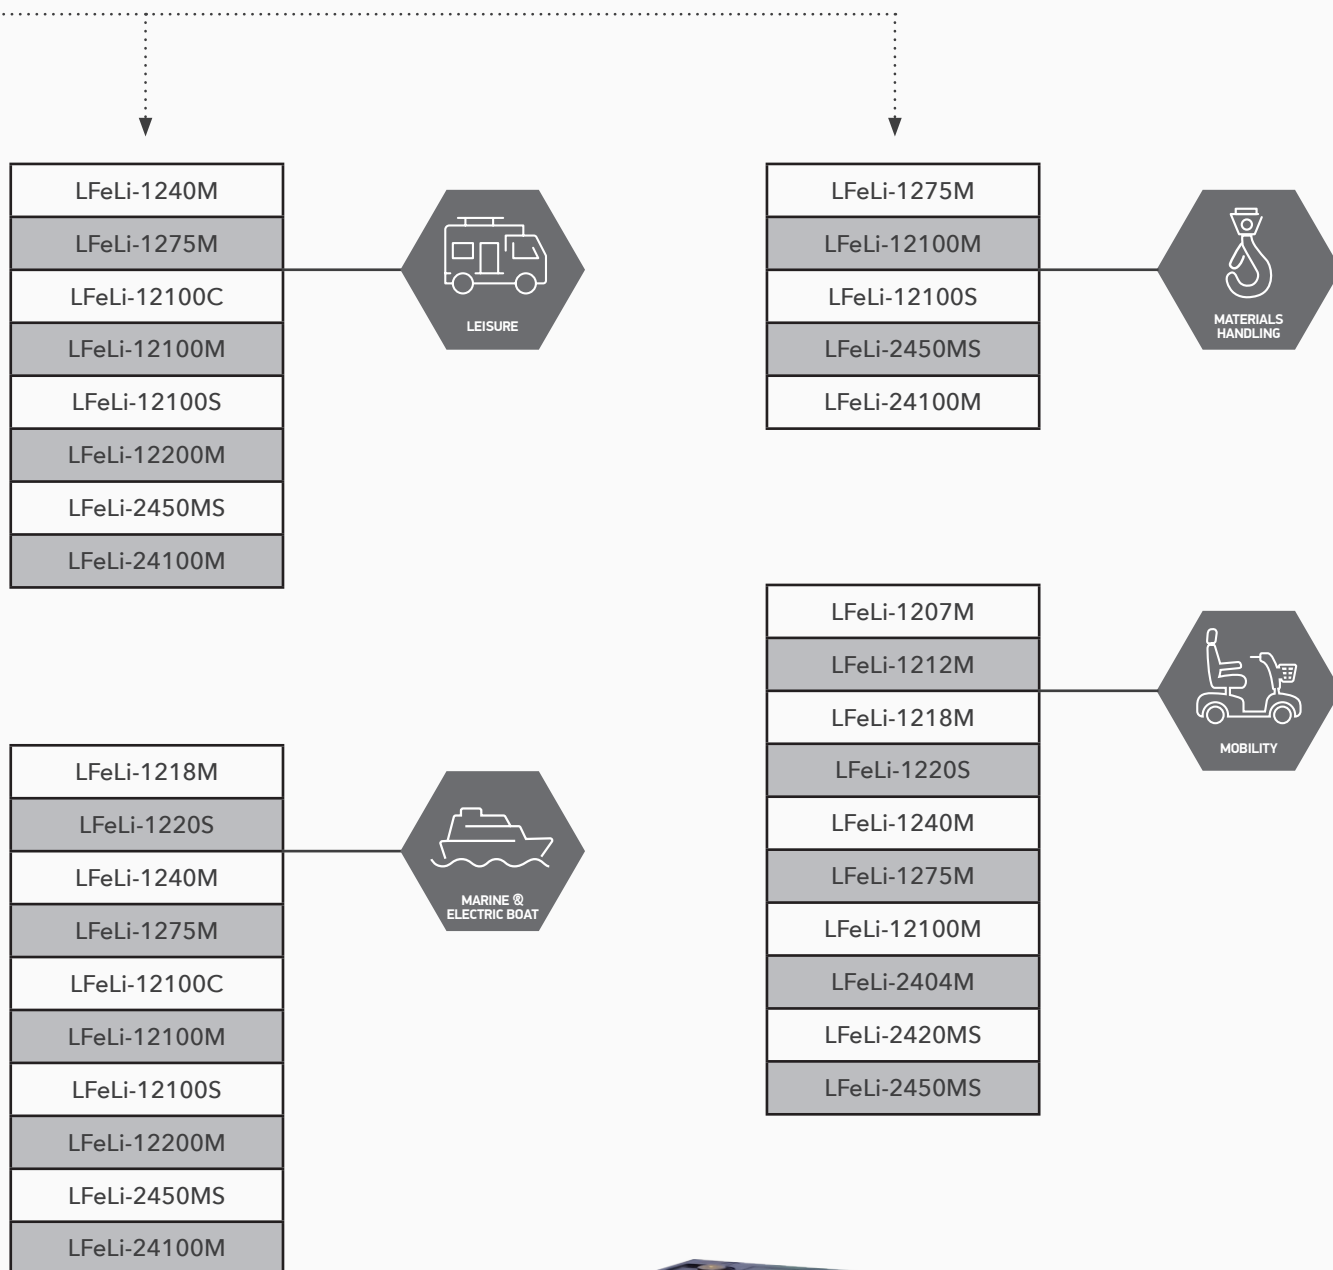 LFeLi-1240M
LFeLi-1275M
LFeLi-12100C
LFeLi-12100M
LFeLi-12100S
LFeLi-12200M
LFeLi-2450MS
LFeLi-24100M
LEISURE
LFeLi-1218M
LFeLi-1220S
LFeLi-1240M
LFeLi-1275M
LFeLi-12100C
LFeLi-12100M
LFeLi-12100S
LFeLi-12200M
LFeLi-2450MS
LFeLi-24100M
MARINE &
ELECTRIC BOAT
LFeLi-1275M
LFeLi-12100M
LFeLi-12100S
LFeLi-2450MS
LFeLi-24100M
MATERIALS
HANDLING
LFeLi-1207M
LFeLi-1212M
LFeLi-1218M
LFeLi-1220S
LFeLi-1240M
LFeLi-1275M
LFeLi-12100M
LFeLi-2404M
LFeLi-2420MS
LFeLi-2450MS
MOBILITY